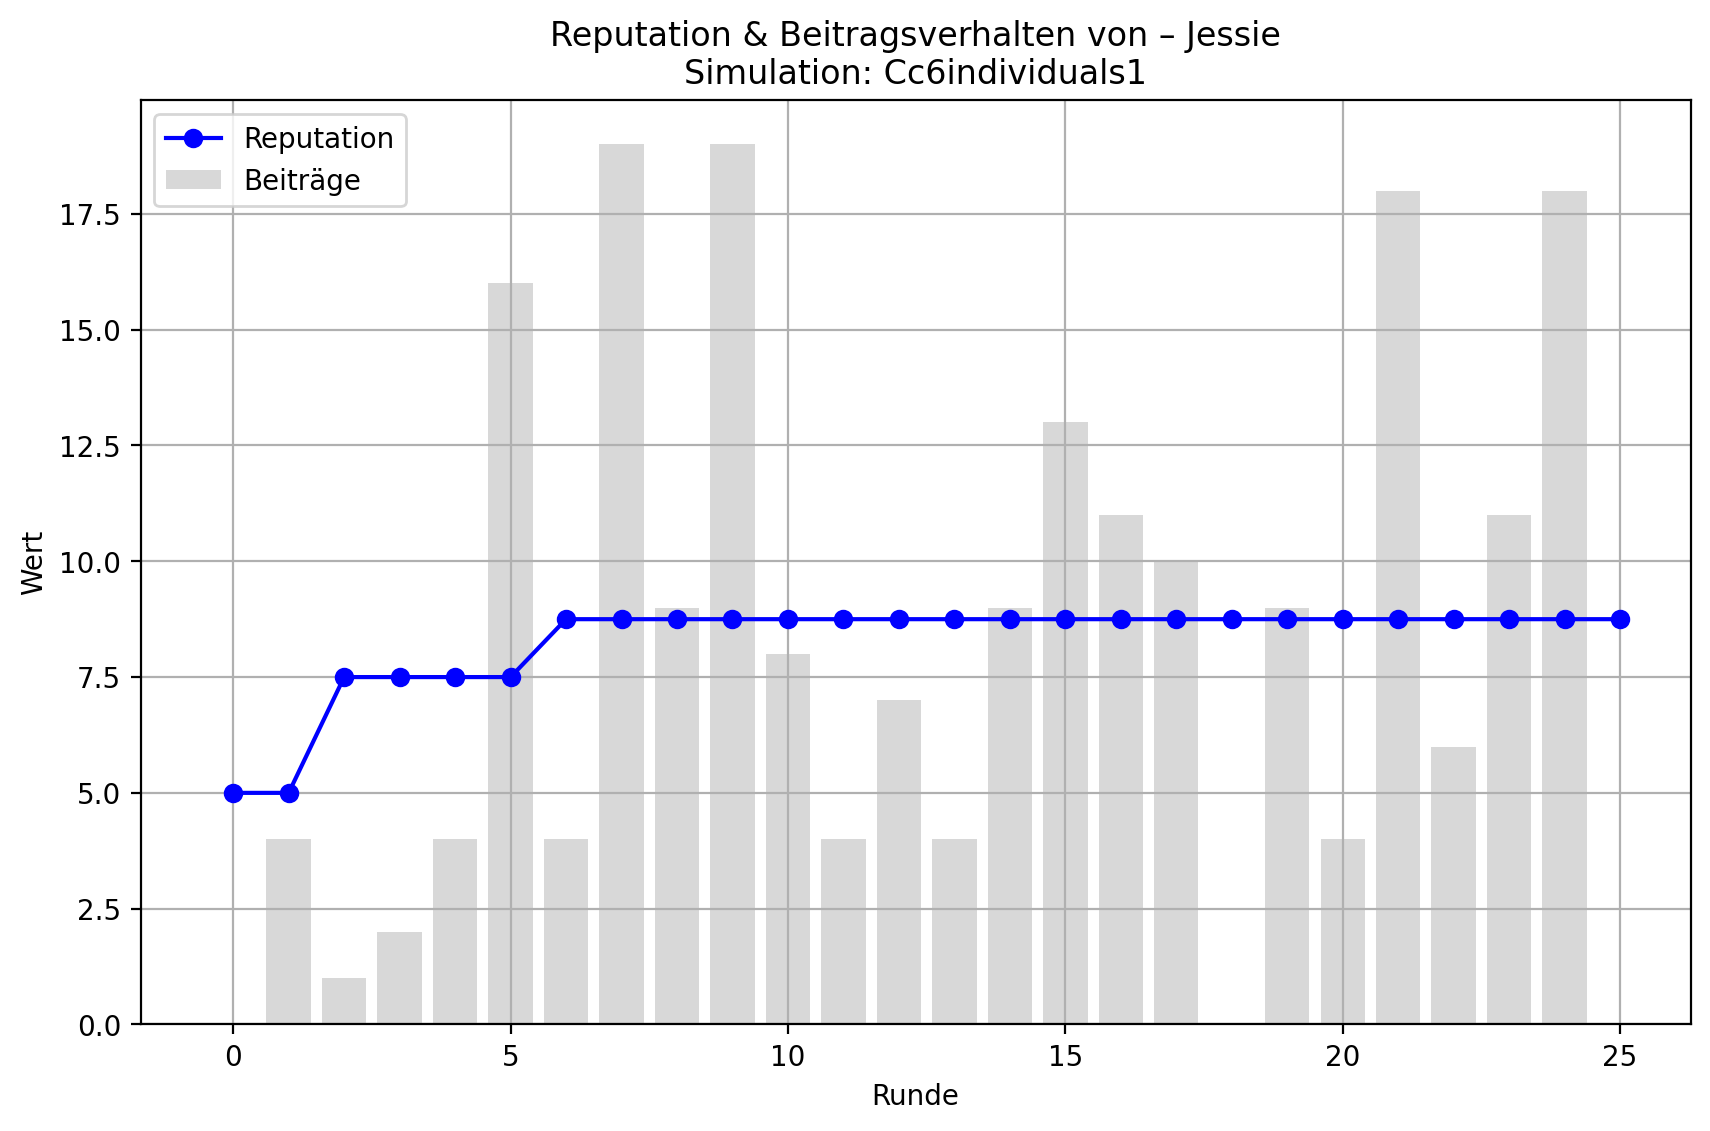 Reputation & Beitragsverhalten von – Jessie
Simulation: Cc6individuals1
Reputation
Beiträge
17.5
15.0
12.5
10.0
7.5
5.0
2.5
0.0
Wert
0 5 10 15 20 25
Runde